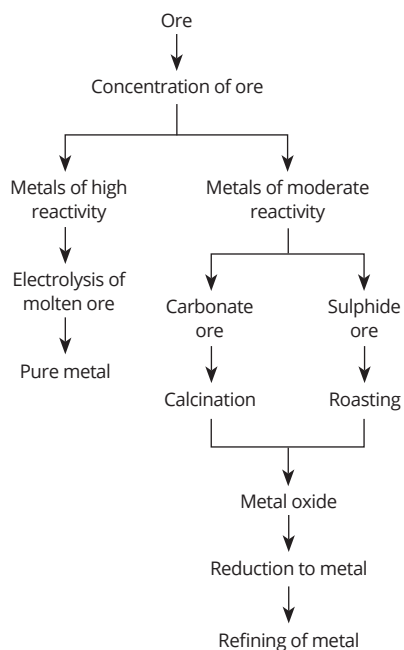 Ore
Concentration of ore
Metals of high
reactivity
Metals of moderate
reactivity
Electrolysis of
molten ore
Carbonate
ore
Sulphide
ore
Pure metal
Calcination
Roasting
Metal oxide
Reduction to metal
Refining of metal